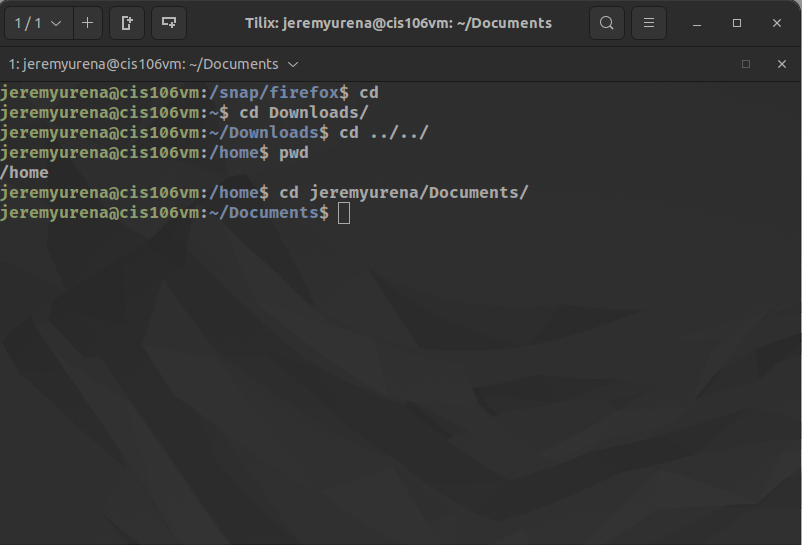 1 / 1
Tilix: jeremyurena@cis106vm: ~/Documents
1: jeremyurena@cis106vm: ~/Documents
jeremyurena@cis106vm:/snap/firefox$ cd
jeremyurena@cis106vm:~$ cd Downloads/
jeremyurena@cis106vm:~/Downloads$ cd ../../
jeremyurena@cis106vm:/home$ pwd
/home
jeremyurena@cis106vm:/home$ cd jeremyurena/Documents/
jeremyurena@cis106vm:~/Documents$